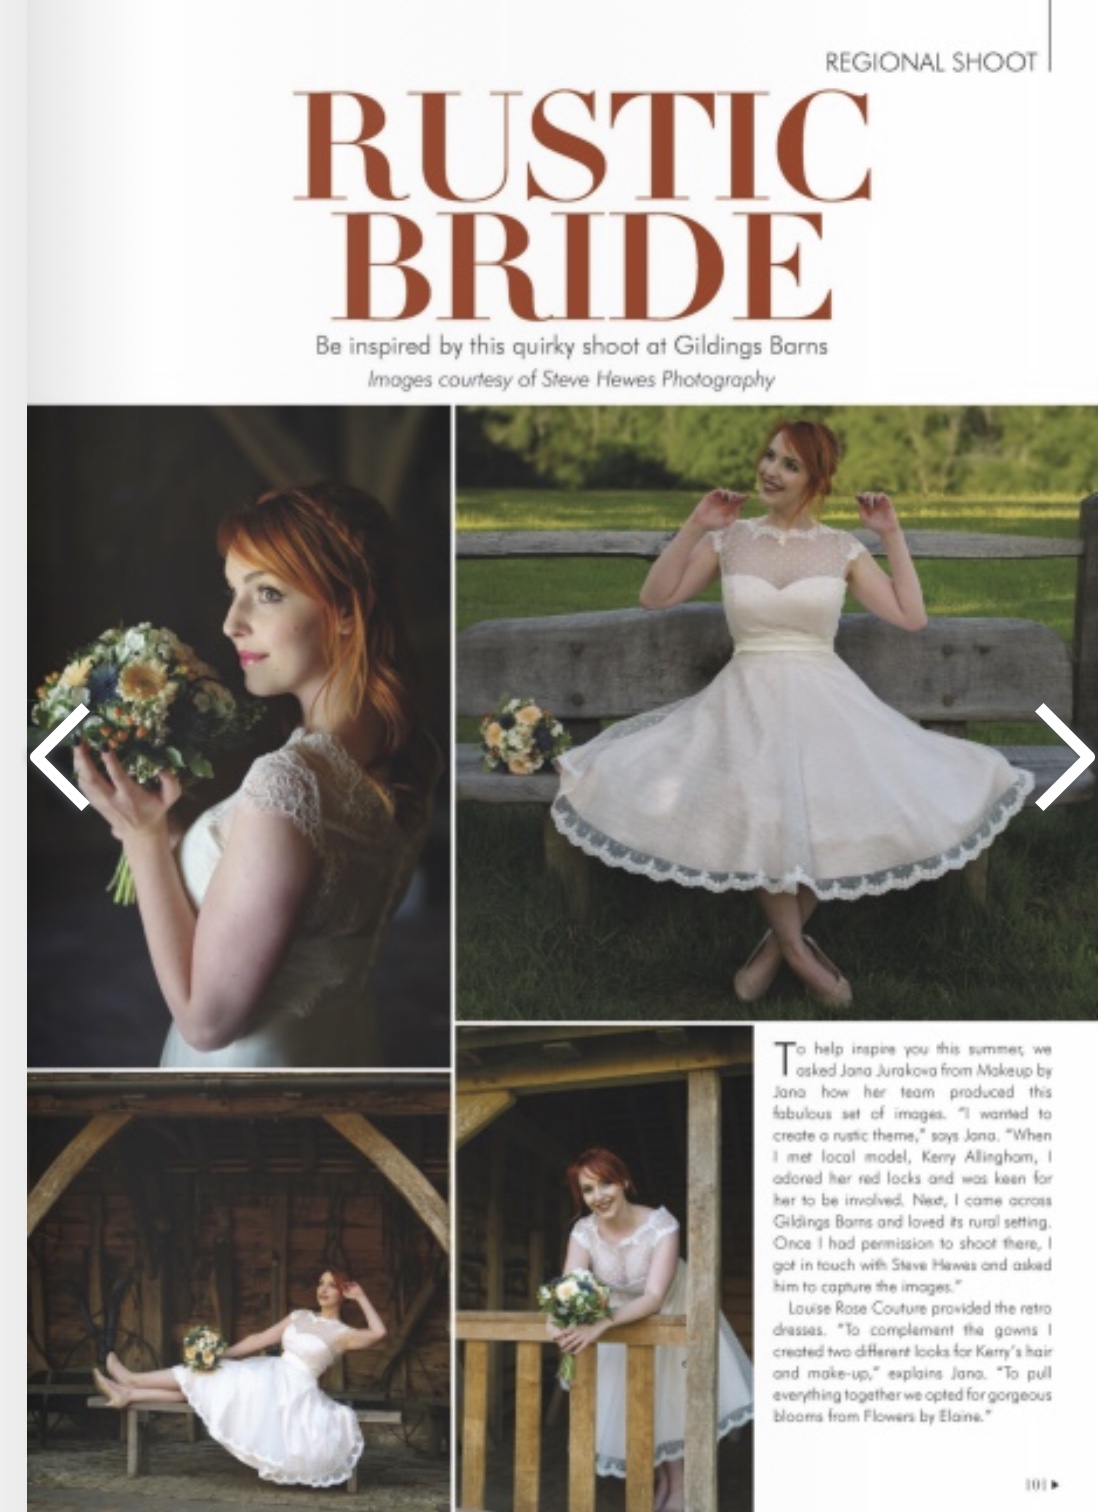 REGIONAL SHOOT
RUSTIC
BRIDE
Be inspired by this quirky shoot at Gildings Barns
Images courtesy of Steve Hewes Photography
To help inspire you this summer, we
asked Jana Jurakova from Makeup by
Jana how her team produced this
fabulous set of images. "I wanted to
create a rustic theme," says Jana. "When
I met local model, Kerry Allingham, I
adored her red locks and was keen for
her to be involved. Next, I came across
Gildings Barns and loved its rural setting.
Once I had permission to shoot there, I
got in touch with Steve Hewes and asked
him to capture the images."
Louise Rose Couture provided the retro
dresses. "To complement the gowns I
created two different looks for Kerry's hair
and make-up," explains Jana. "To pull
everything together we opted for gorgeous
blooms from Flowers by Elaine."
101